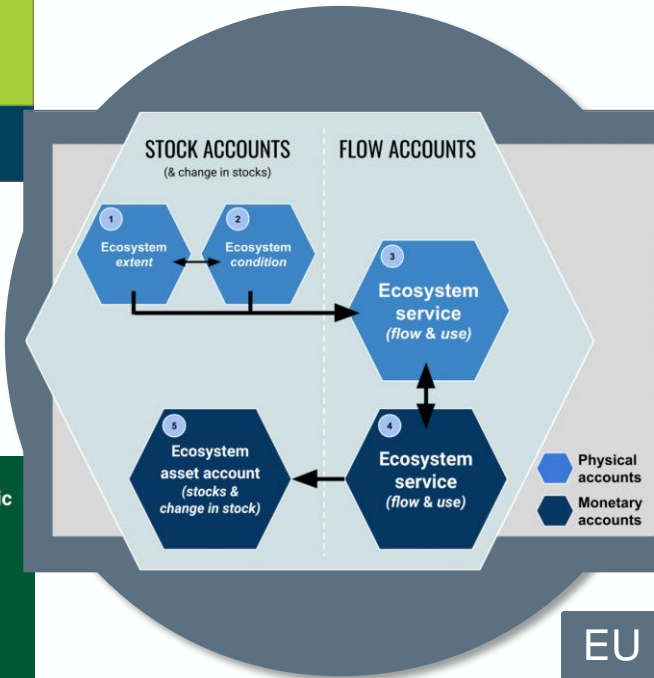 STOCK ACCOUNTS
(& change in stocks)
FLOW ACCOUNTS
1
Ecosystem
extent
2
Ecosystem
condition
3
Ecosystem
service
(flow & use)
5
Ecosystem
asset account
(stocks &
change in stock)
4
Ecosystem
service
(flow & use)
Physical
accounts
Monetary
accounts
ic
EU